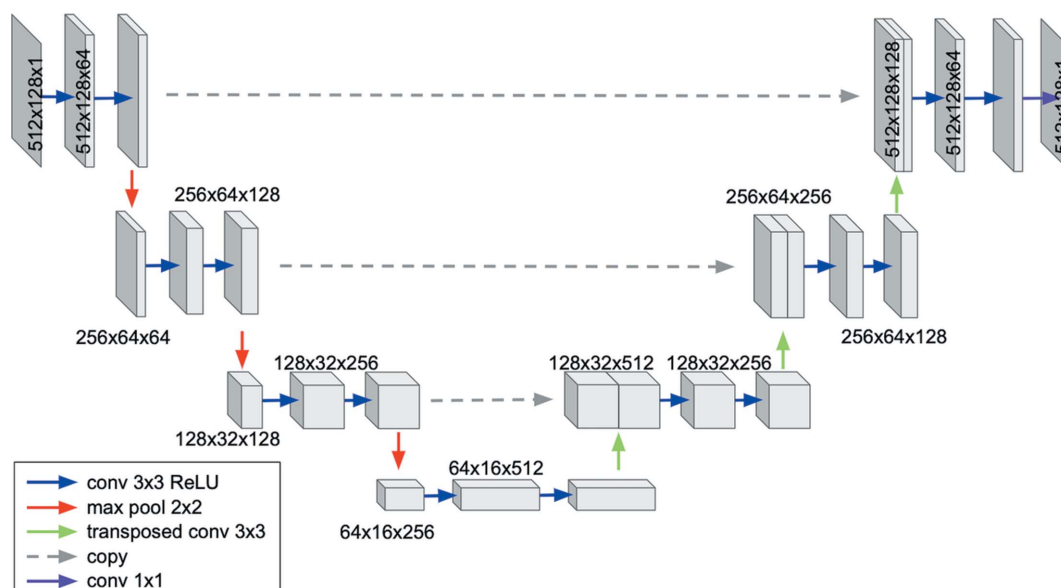 512x128x1
512x128x64
512x128x128
512x128x64
512x128x1
256x64x128
256x64x256
256x64x64
256x64x128
128x32x256
128x32x512
128x32x256
128x32x128
64x16x512
64x16x256
conv 3x3 ReLU
max pool 2x2
transposed conv 3x3
copy
conv 1x1